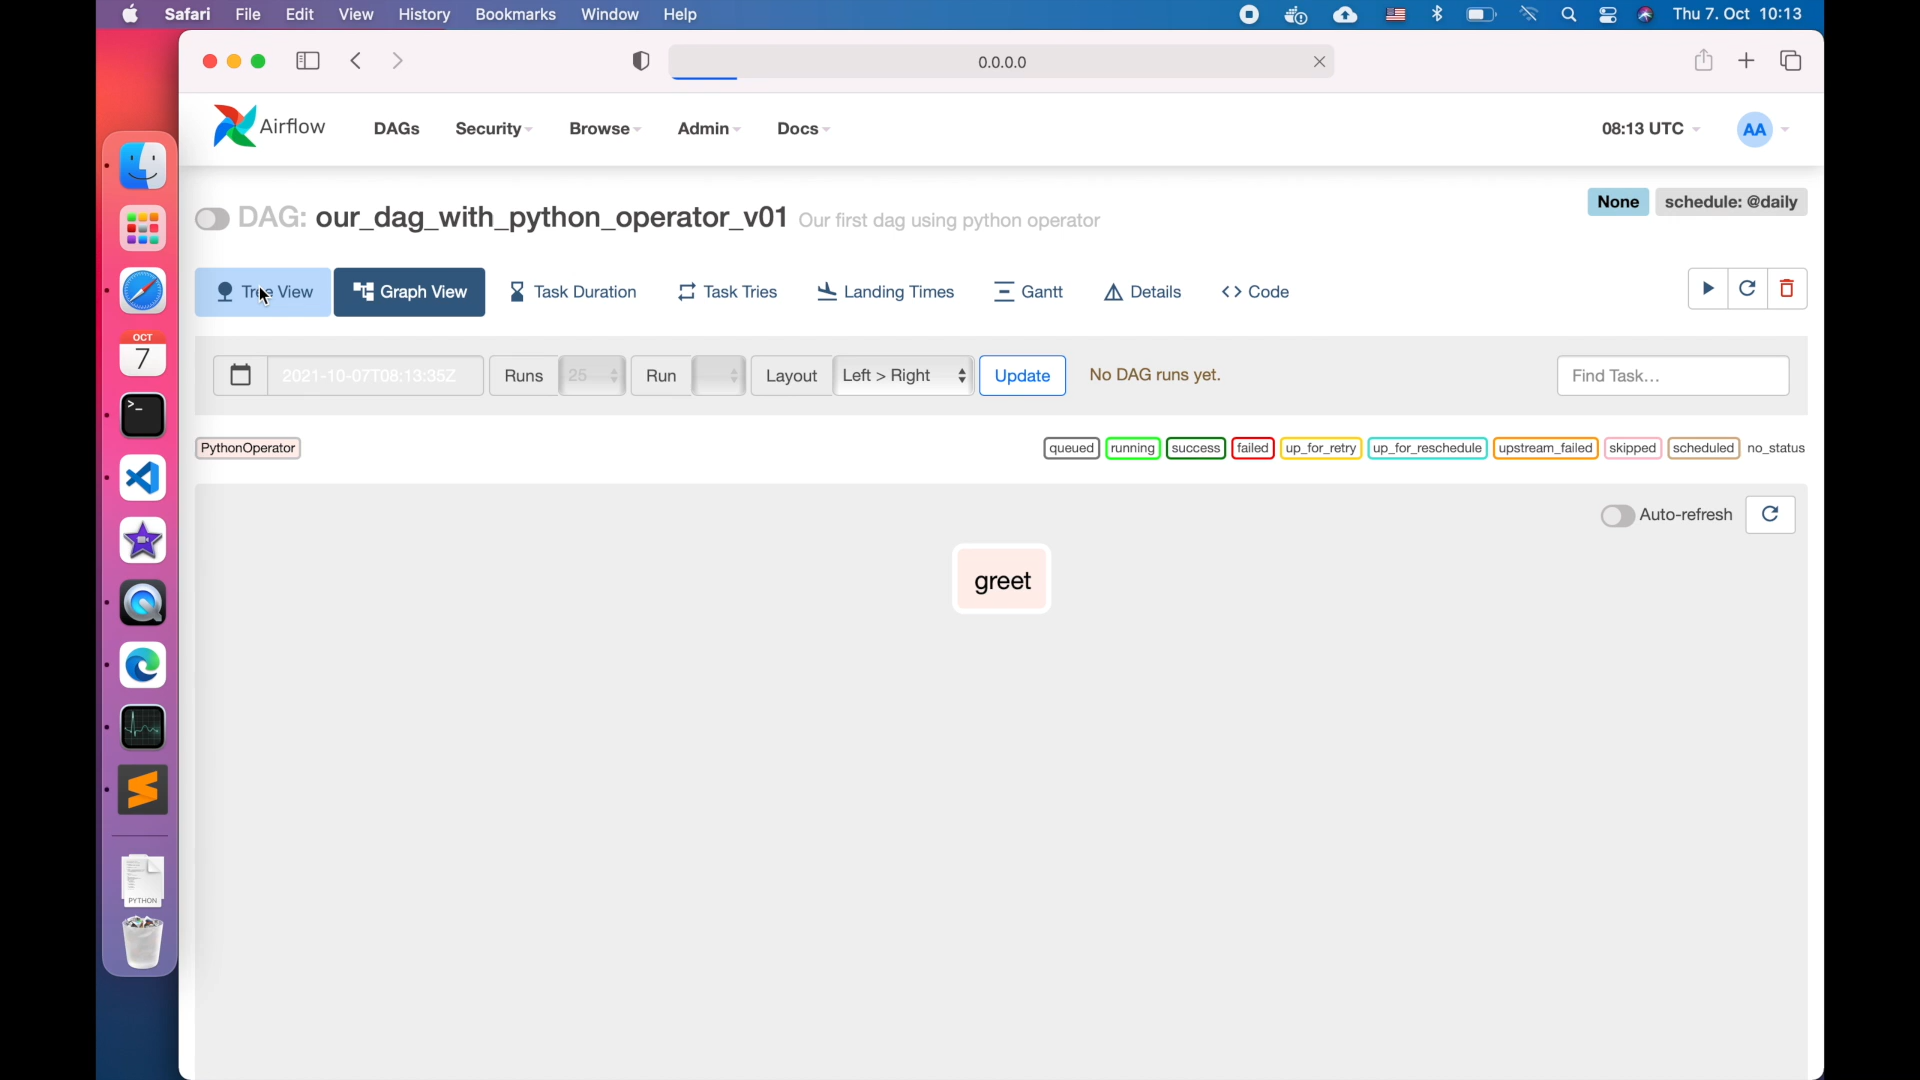 Safari File Edit View History Bookmarks Window Help Thu 7. Oct 10:13
0.0.0.0
Airflow DAGs Security Browse Admin Docs 08:13 UTC AA
DAG: our_dag_with_python_operator_v01 Our first dag using python operator None schedule: @daily
Tree View Graph View Task Duration Task Tries Landing Times Gantt Details <> Code
2021-10-07T08:13:35Z Runs 25 Run Layout Left > Right Update No DAG runs yet. Find Task...
PythonOperator queued running success failed up_for_retry up_for_reschedule upstream_failed skipped scheduled no_status
Auto-refresh
greet
OCT
7
>_
PYTHON